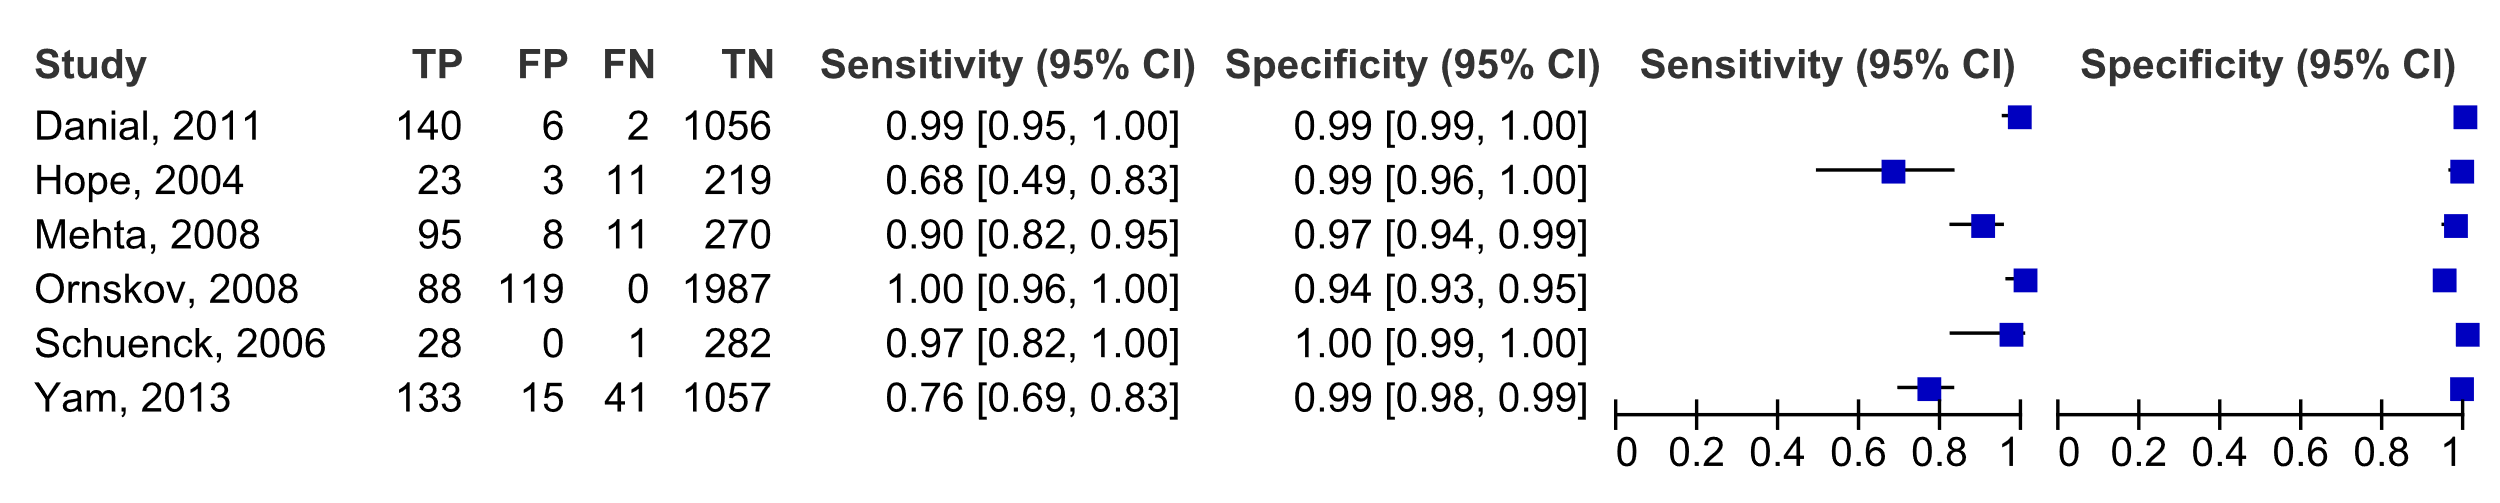 Study TP FP FN TN Sensitivity (95% CI) Specificity (95% CI) Sensitivity (95% CI) Specificity (95% CI)
Danial, 2011 140 6 2 1056 0.99 [0.95, 1.00] 0.99 [0.99, 1.00]
Hope, 2004 23 3 11 219 0.68 [0.49, 0.83] 0.99 [0.96, 1.00]
Mehta, 2008 95 8 11 270 0.90 [0.82, 0.95] 0.97 [0.94, 0.99]
Ornskov, 2008 88 119 0 1987 1.00 [0.96, 1.00] 0.94 [0.93, 0.95]
Schuenck, 2006 28 0 1 282 0.97 [0.82, 1.00] 1.00 [0.99, 1.00]
Yam, 2013 133 15 41 1057 0.76 [0.69, 0.83] 0.99 [0.98, 0.99]
0 0.2 0.4 0.6 0.8 1 0 0.2 0.4 0.6 0.8 1